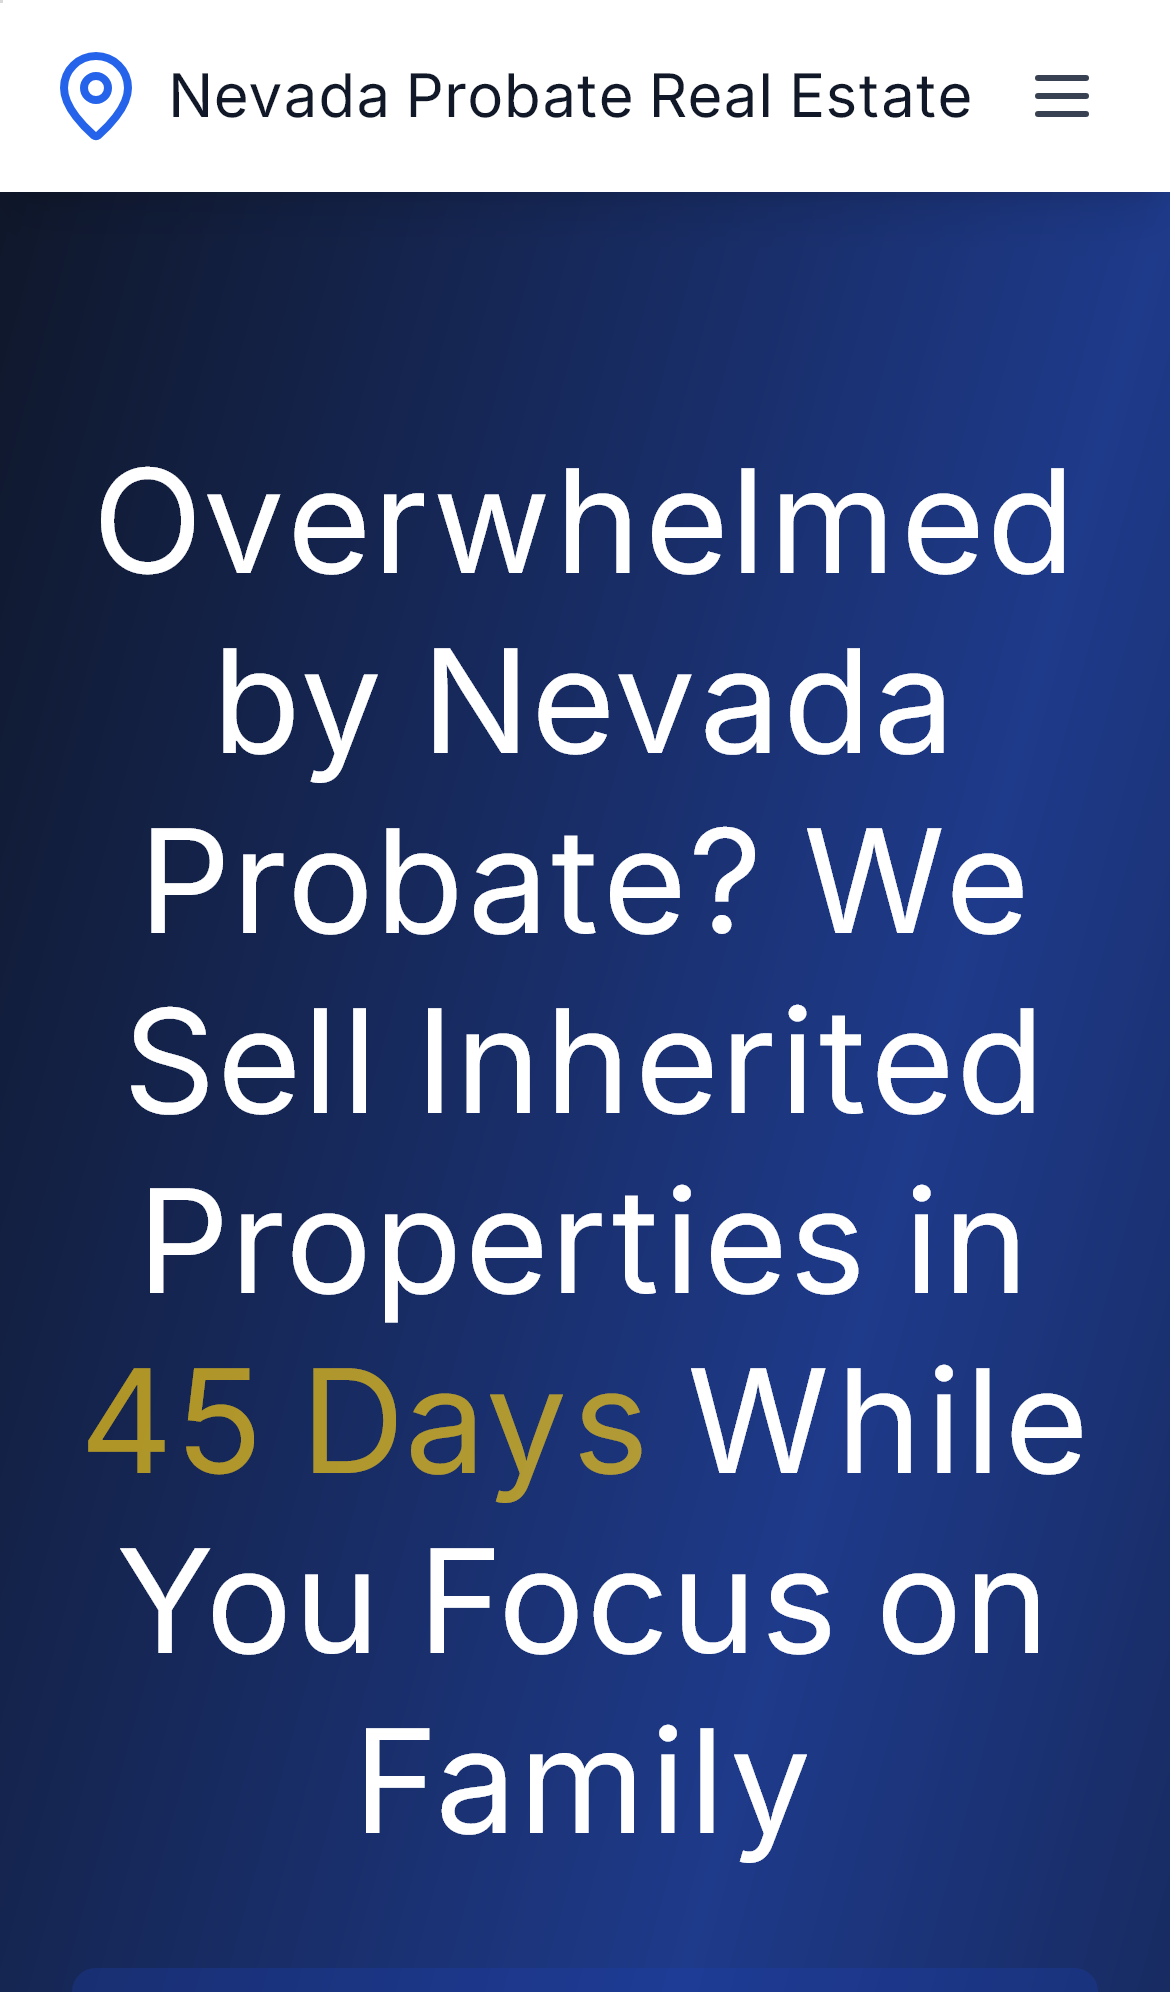 Nevada Probate Real Estate
Overwhelmed
by Nevada
Probate? We
Sell Inherited
Properties in
45 Days While
You Focus on
Family